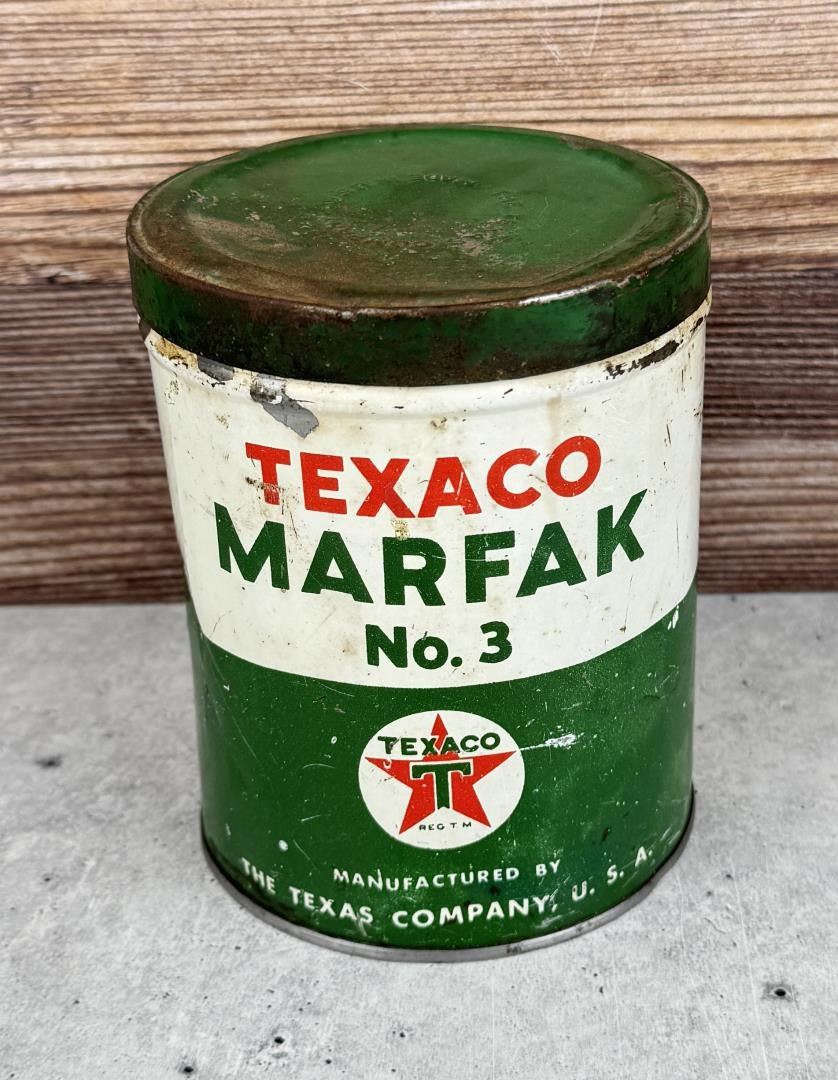 TEXACO
MARFAK
No. 3
TEXACO
T
REG T M
MANUFACTURED BY
THE TEXAS COMPANY, U. S. A.